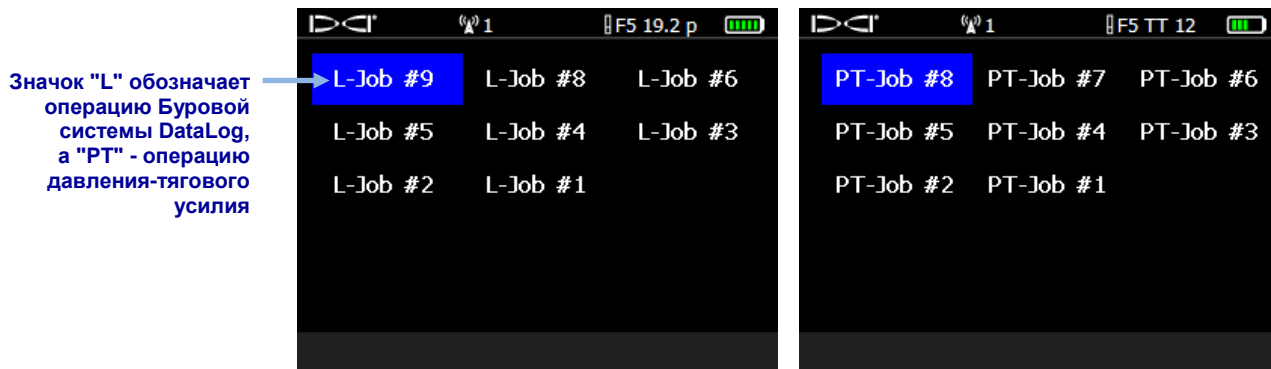 Значок "L" обозначает
операцию Буровой
системы DataLog,
а "PT" - операцию
давления-тягового
усилия
DCI 1 F5 19.2 p
L-Job #9 L-Job #8 L-Job #6
L-Job #5 L-Job #4 L-Job #3
L-Job #2 L-Job #1
DCI 1 F5 TT 12
PT-Job #8 PT-Job #7 PT-Job #6
PT-Job #5 PT-Job #4 PT-Job #3
PT-Job #2 PT-Job #1